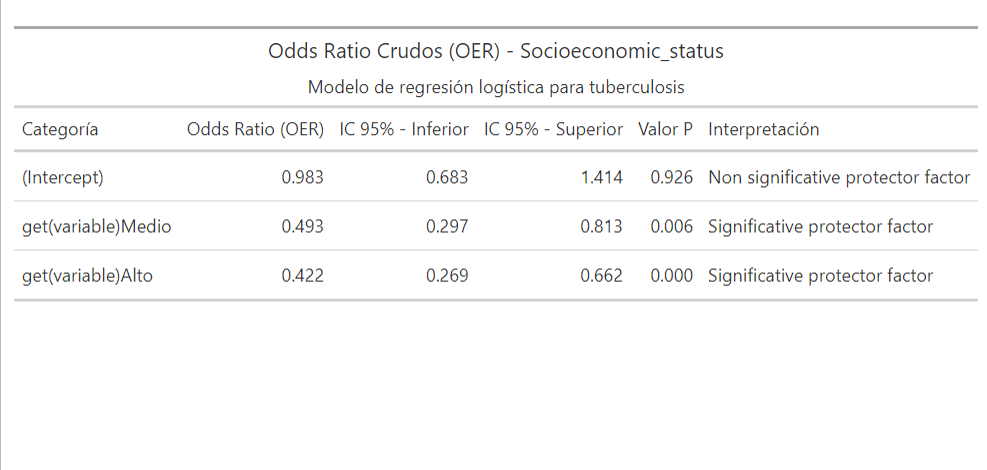 Odds Ratio Crudos (OER) - Socioeconomic_status
Modelo de regresión logística para tuberculosis
Categoría Odds Ratio (OER) IC 95% - Inferior IC 95% - Superior Valor P Interpretación
(Intercept) 0.983 0.683 1.414 0.926 Non significative protector factor
get(variable)Medio 0.493 0.297 0.813 0.006 Significative protector factor
get(variable)Alto 0.422 0.269 0.662 0.000 Significative protector factor